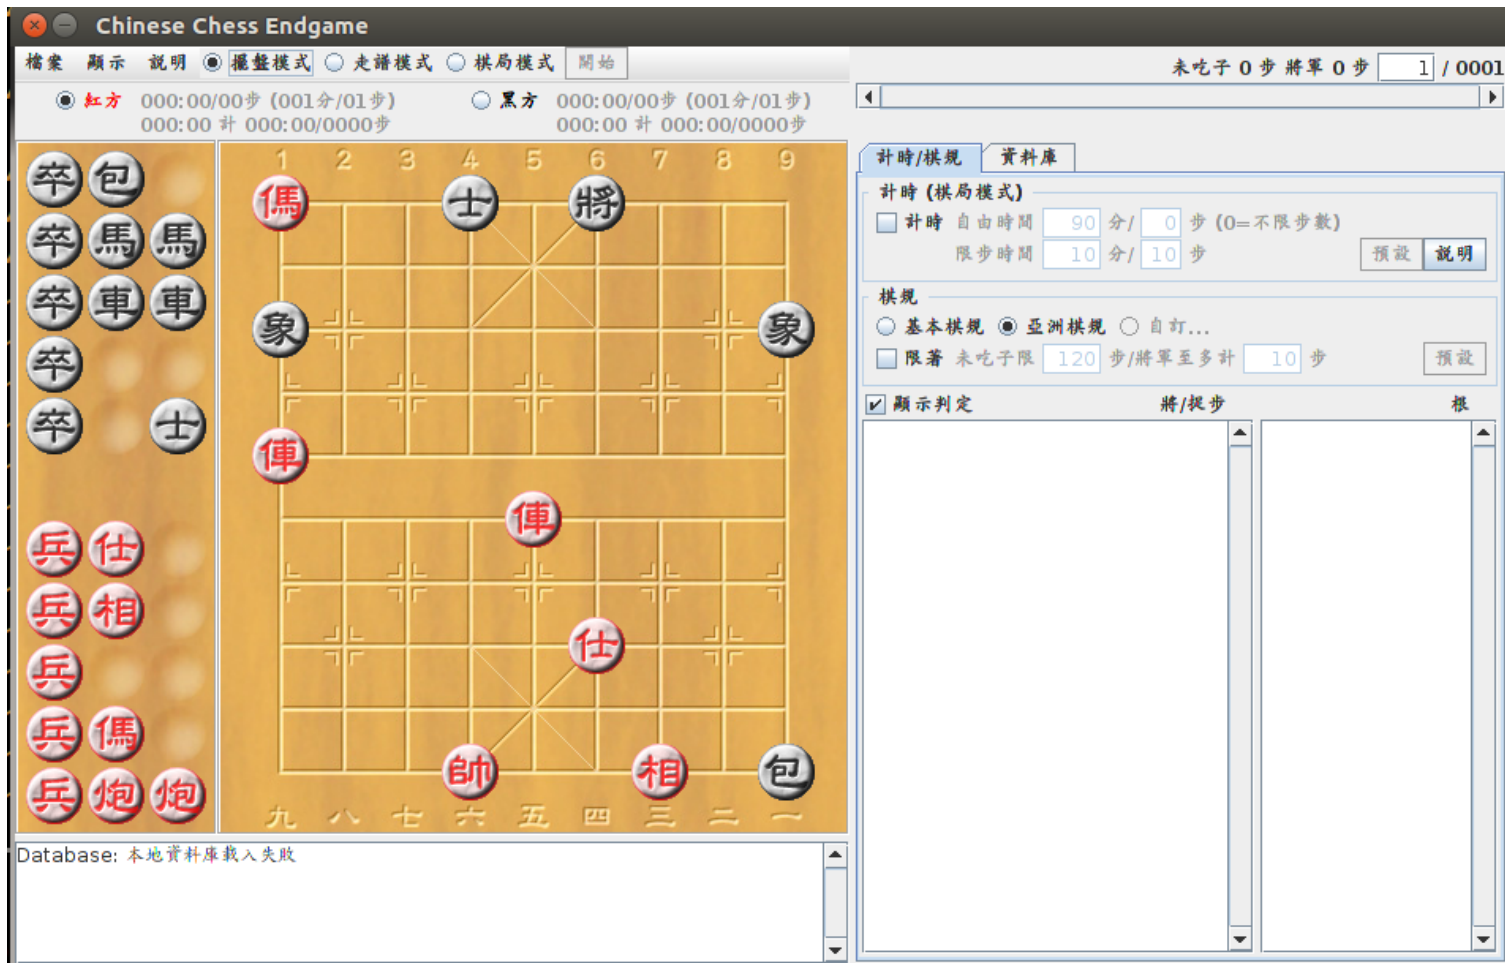 Chinese Chess Endgame
檔案 顯示 說明 擺盤模式 走譜模式 棋局模式 開始
未吃子 0 步 將軍 0 步 1 / 0001
紅方 000:00/00步 (001分/01步) 黑方 000:00/00步 (001分/01步)
000:00 計 000:00/0000步 000:00 計 000:00/0000步
卒 包
卒 馬 馬
卒 車 車
卒
卒 士
兵 仕
兵 相
兵
兵 傌
兵 炮 炮
1 2 3 4 5 6 7 8 9
傌 士 將
象 象
俥
俥
仕
帥 相 包
九 八 七 六 五 四 三 二 一
Database: 本地資料庫載入失敗
計時/棋規 資料庫
計時 (棋局模式)
計時 自由時間 90 分/ 0 步 (0=不限步數)
限步時間 10 分/ 10 步 預設 說明
棋規
基本棋規 亞洲棋規 自訂...
限著 未吃子限 120 步/將軍至多計 10 步 預設
顯示判定 將/捉步 根